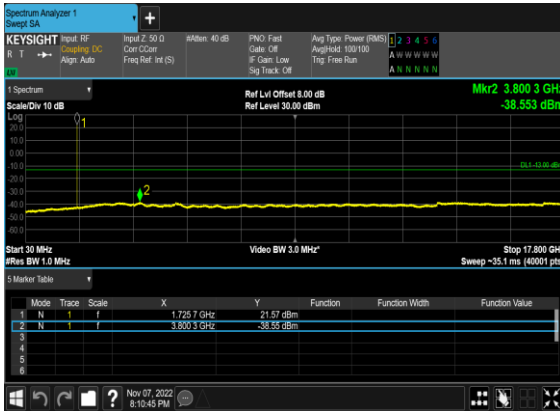 Spectrum Analyzer 1
Swept SA
+
KEYSIGHT Input: RF Input Z: 50 Ω #Atten: 40 dB PNO: Fast Avg Type: Power (RMS) 1 2 3 4 5 6
R T Coupling: DC Corr CCorr Gate: Off Avg|Hold: 100/100 A W W W W W
Align: Auto Freq Ref: Int (S) IF Gain: Low Trig: Free Run
Sig Track: Off A N N N N N
1 Spectrum
Ref Lvl Offset 8.00 dB Mkr2 3.800 3 GHz
Scale/Div 10 dB Ref Level 30.00 dBm -38.553 dBm
Log
1
20.0
10.0
0.00
-10.0
DL1 -13.00 dBm
-20.0
-30.0
2
-40.0
-50.0
-60.0
Start 30 MHz Video BW 3.0 MHz* Stop 17.800 GHz
#Res BW 1.0 MHz Sweep ~35.1 ms (40001 pts)
5 Marker Table
Mode Trace Scale X Y Function Function Width Function Value
1 N 1 f 1.725 7 GHz 21.57 dBm
2 N 1 f 3.800 3 GHz -38.55 dBm
3
4
5
6
?
Nov 07, 2022
8:10:45 PM